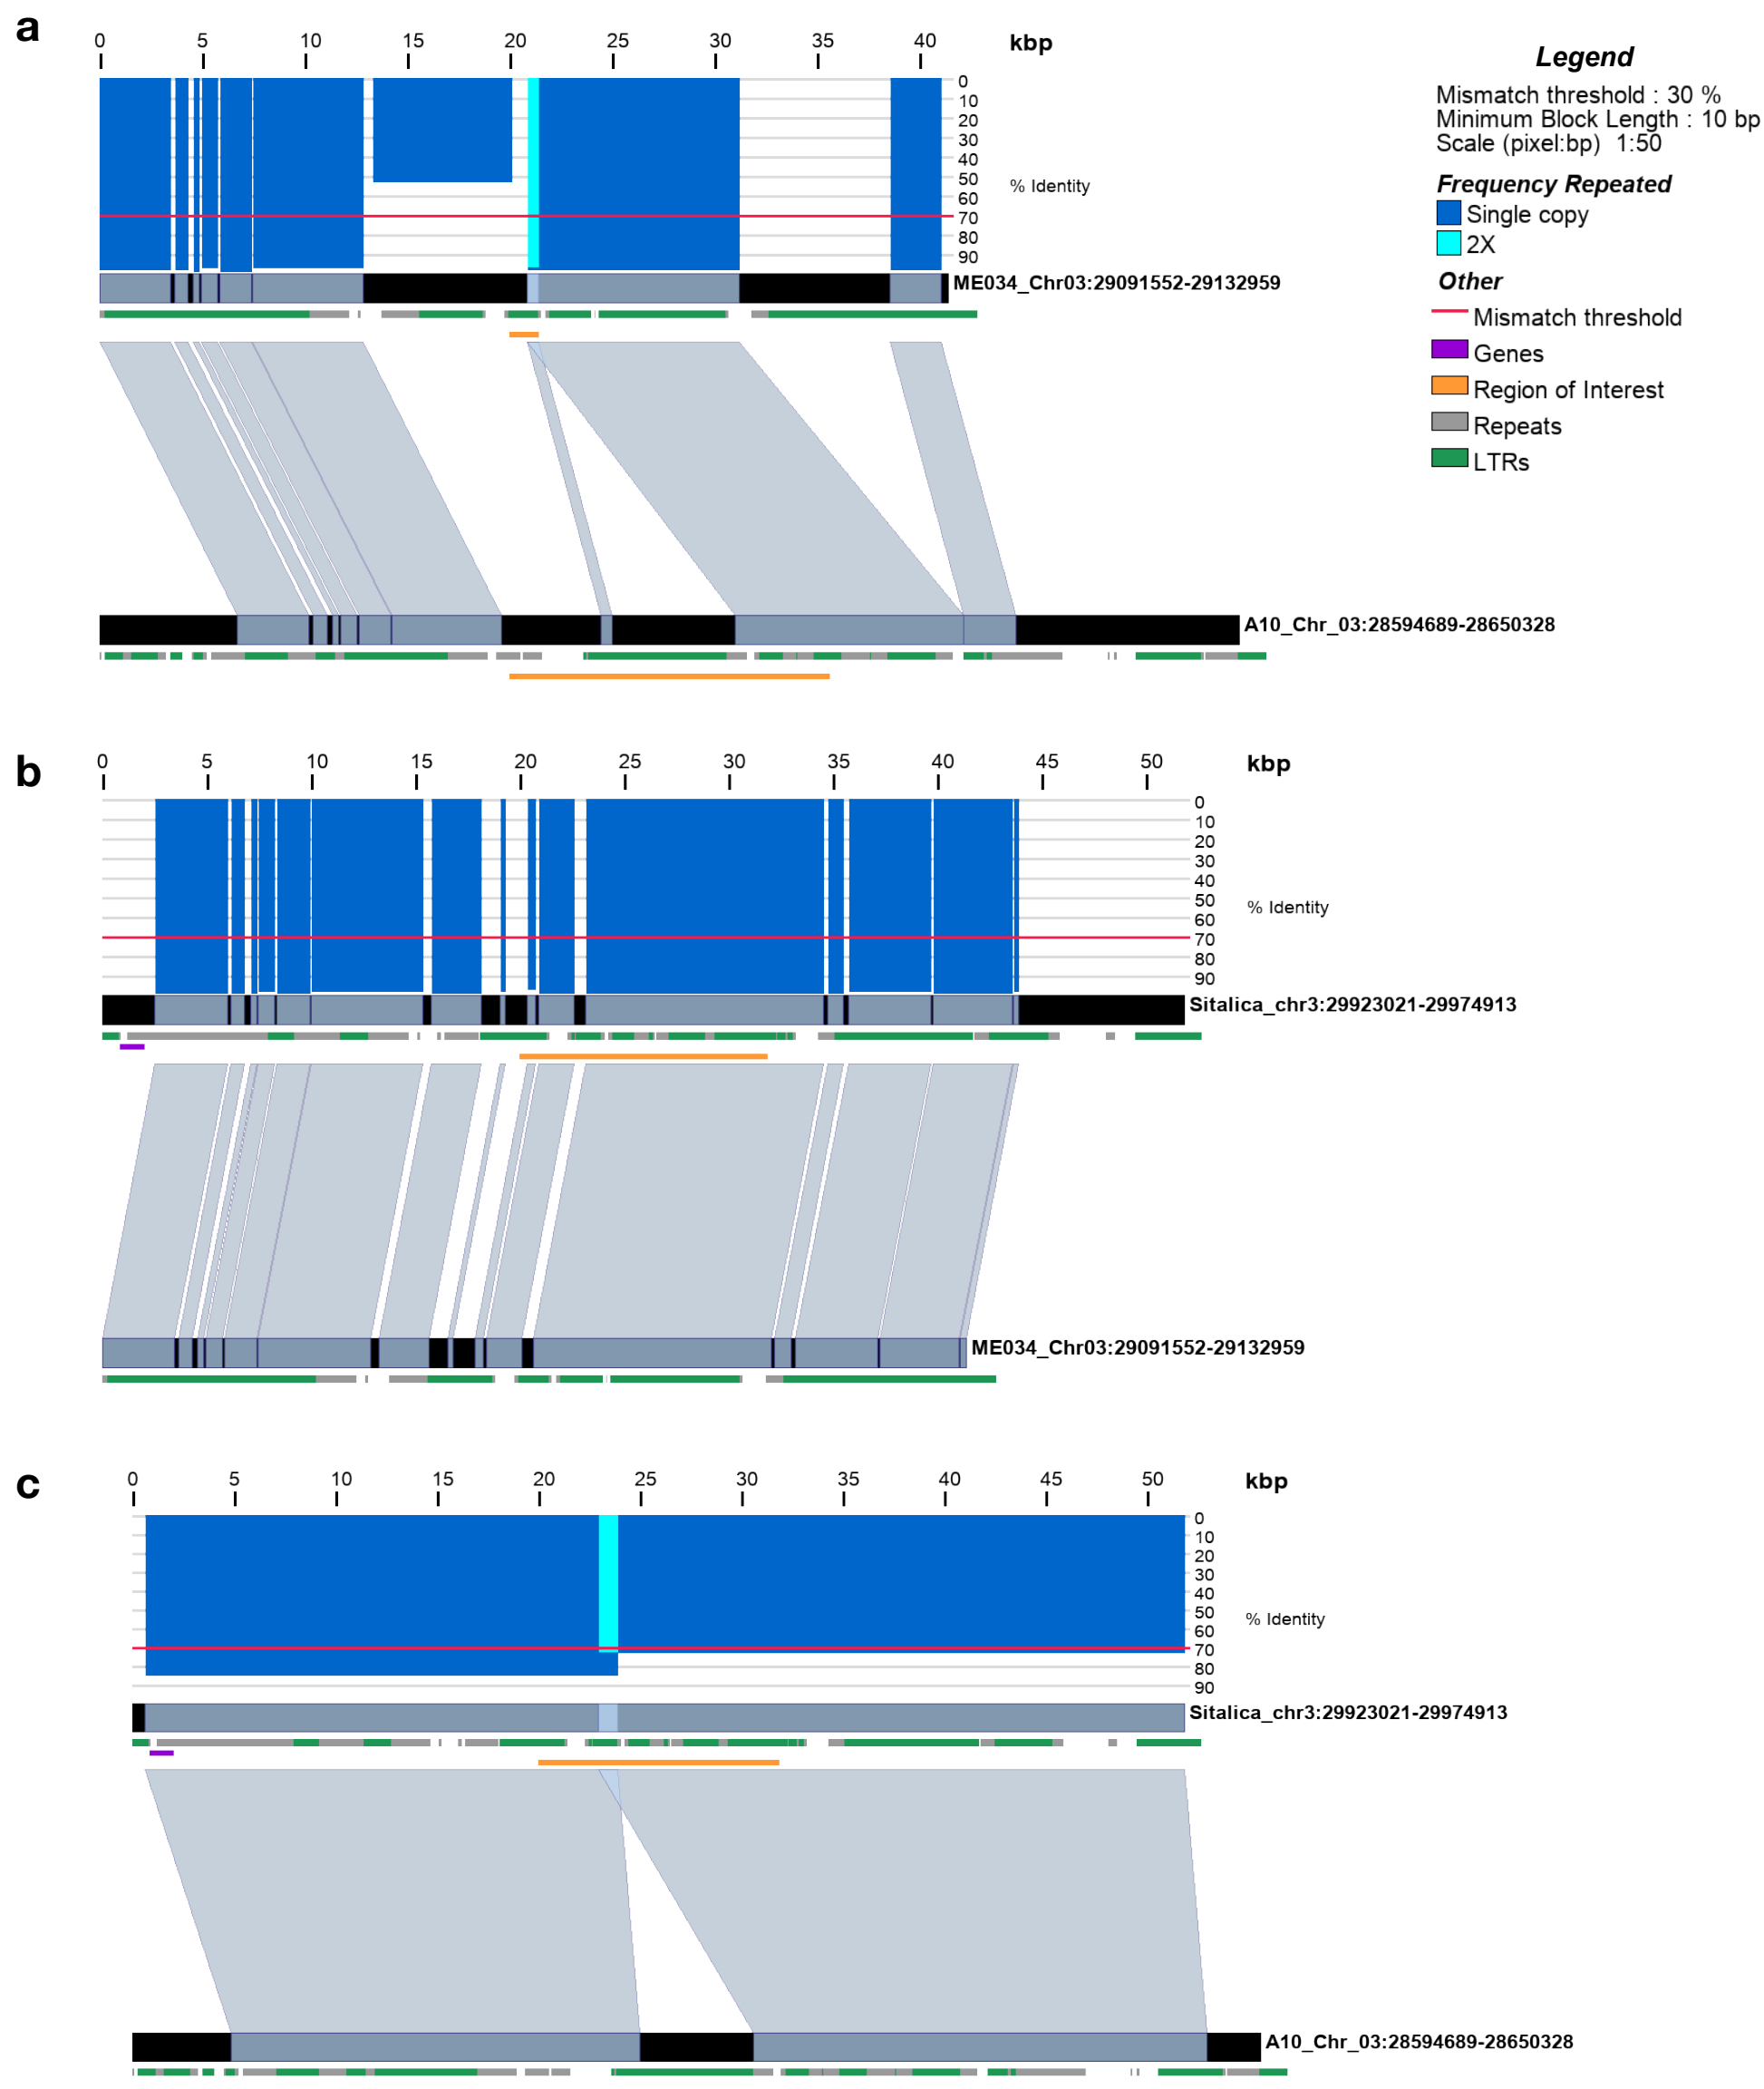 a
0 5 10 15 20 25 30 35 40 kbp
0
10
20
30
40
50
60
70
80
90
% Identity
ME034_Chr03:29091552-29132959
A10_Chr_03:28594689-28650328
Legend
Mismatch threshold : 30 %
Minimum Block Length : 10 bp
Scale (pixel:bp) 1:50
Frequency Repeated
Single copy
2X
Other
Mismatch threshold
Genes
Region of Interest
Repeats
LTRs
b
0 5 10 15 20 25 30 35 40 45 50 kbp
0
10
20
30
40
50
60
70
80
90
% Identity
Sitalica_chr3:29923021-29974913
ME034_Chr03:29091552-29132959
c
0 5 10 15 20 25 30 35 40 45 50 kbp
0
10
20
30
40
50
60
70
80
90
% Identity
Sitalica_chr3:29923021-29974913
A10_Chr_03:28594689-28650328